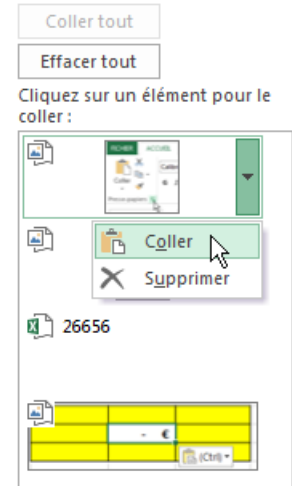 Coller tout
Effacer tout
Cliquez sur un élément pour le
coller :
FICHIER ACCUEIL
Coller
Presse-papiers
Coller
Supprimer
26656
- €
(Ctrl)